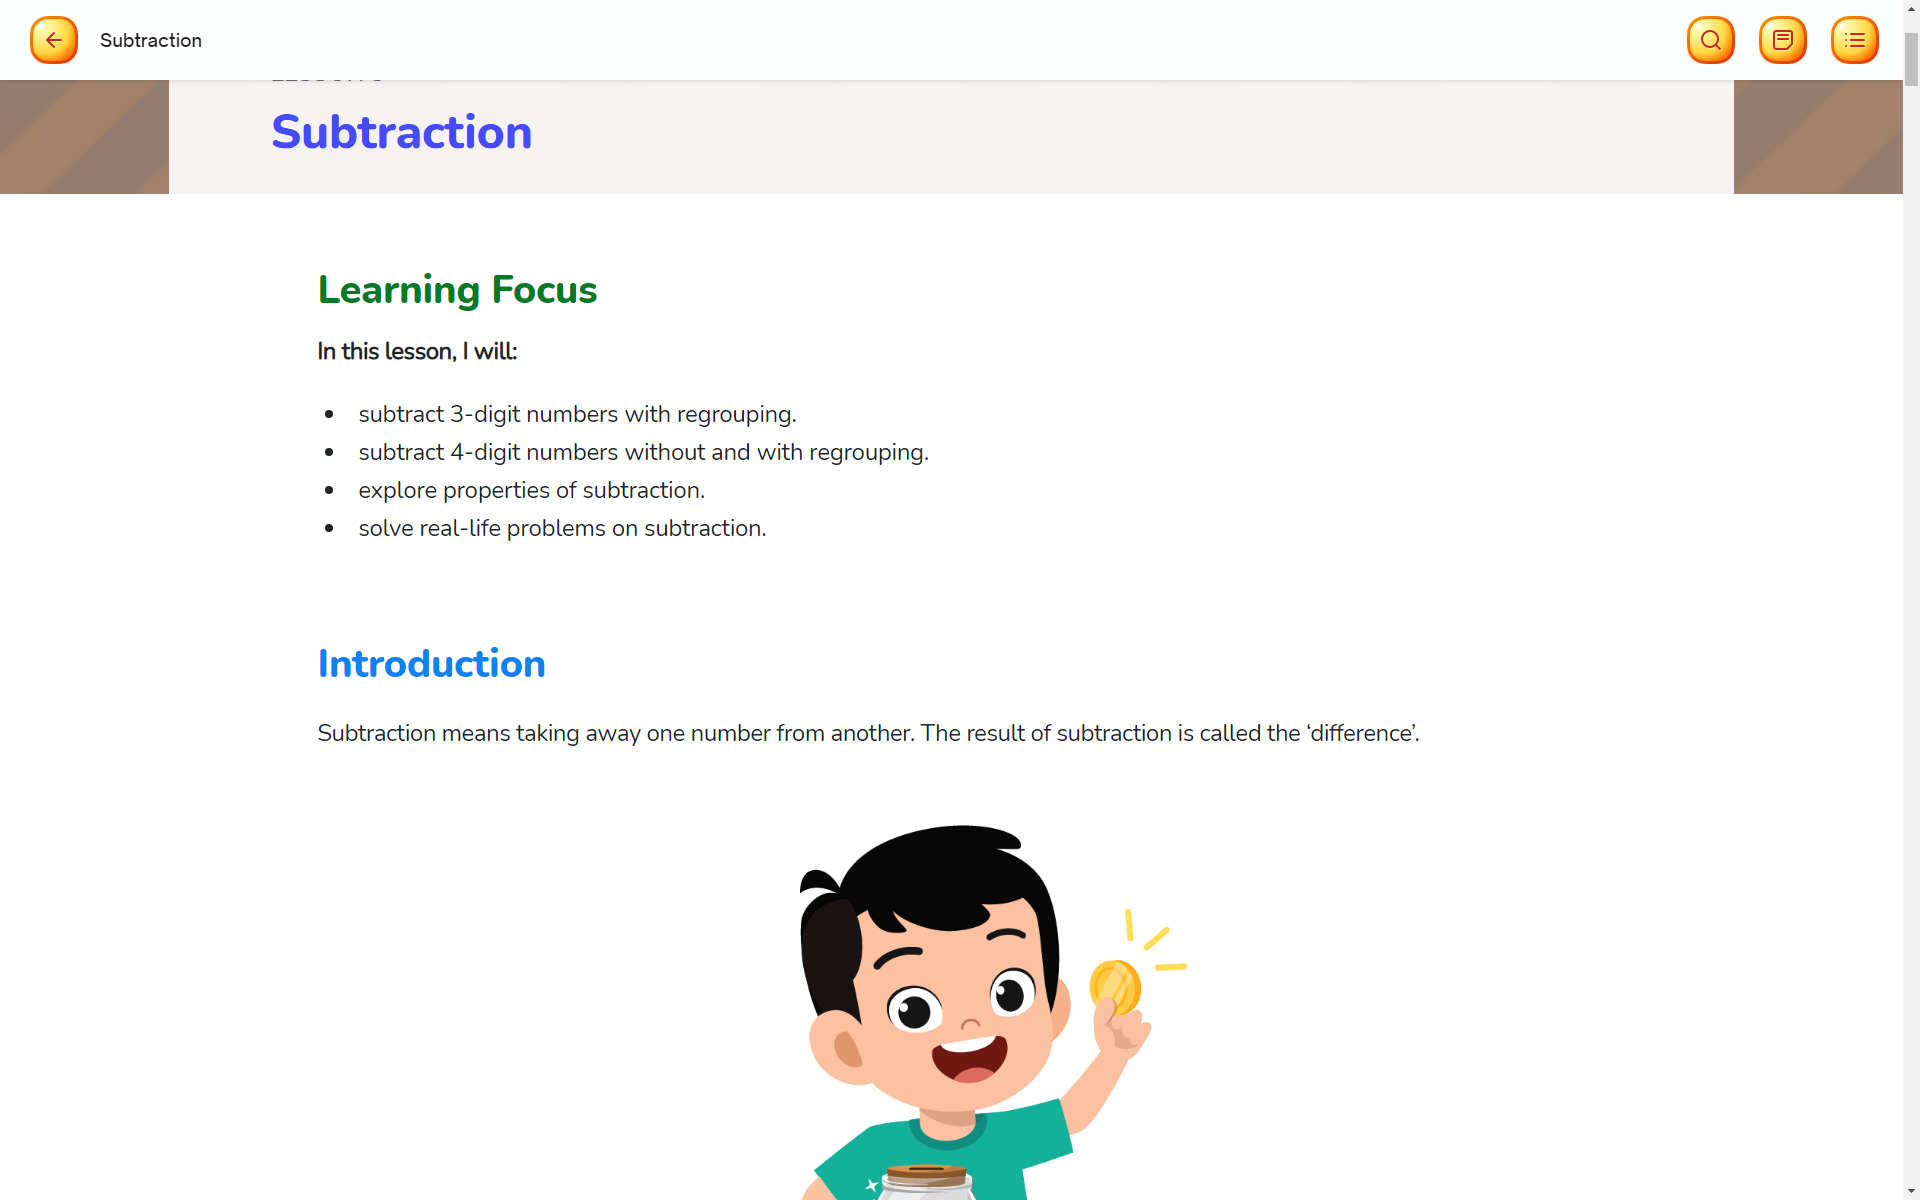 Subtraction
Subtraction
Learning Focus
In this lesson, I will:
subtract 3-digit numbers with regrouping.
subtract 4-digit numbers without and with regrouping.
explore properties of subtraction.
solve real-life problems on subtraction.
Introduction
Subtraction means taking away one number from another. The result of subtraction is called the ‘difference’.